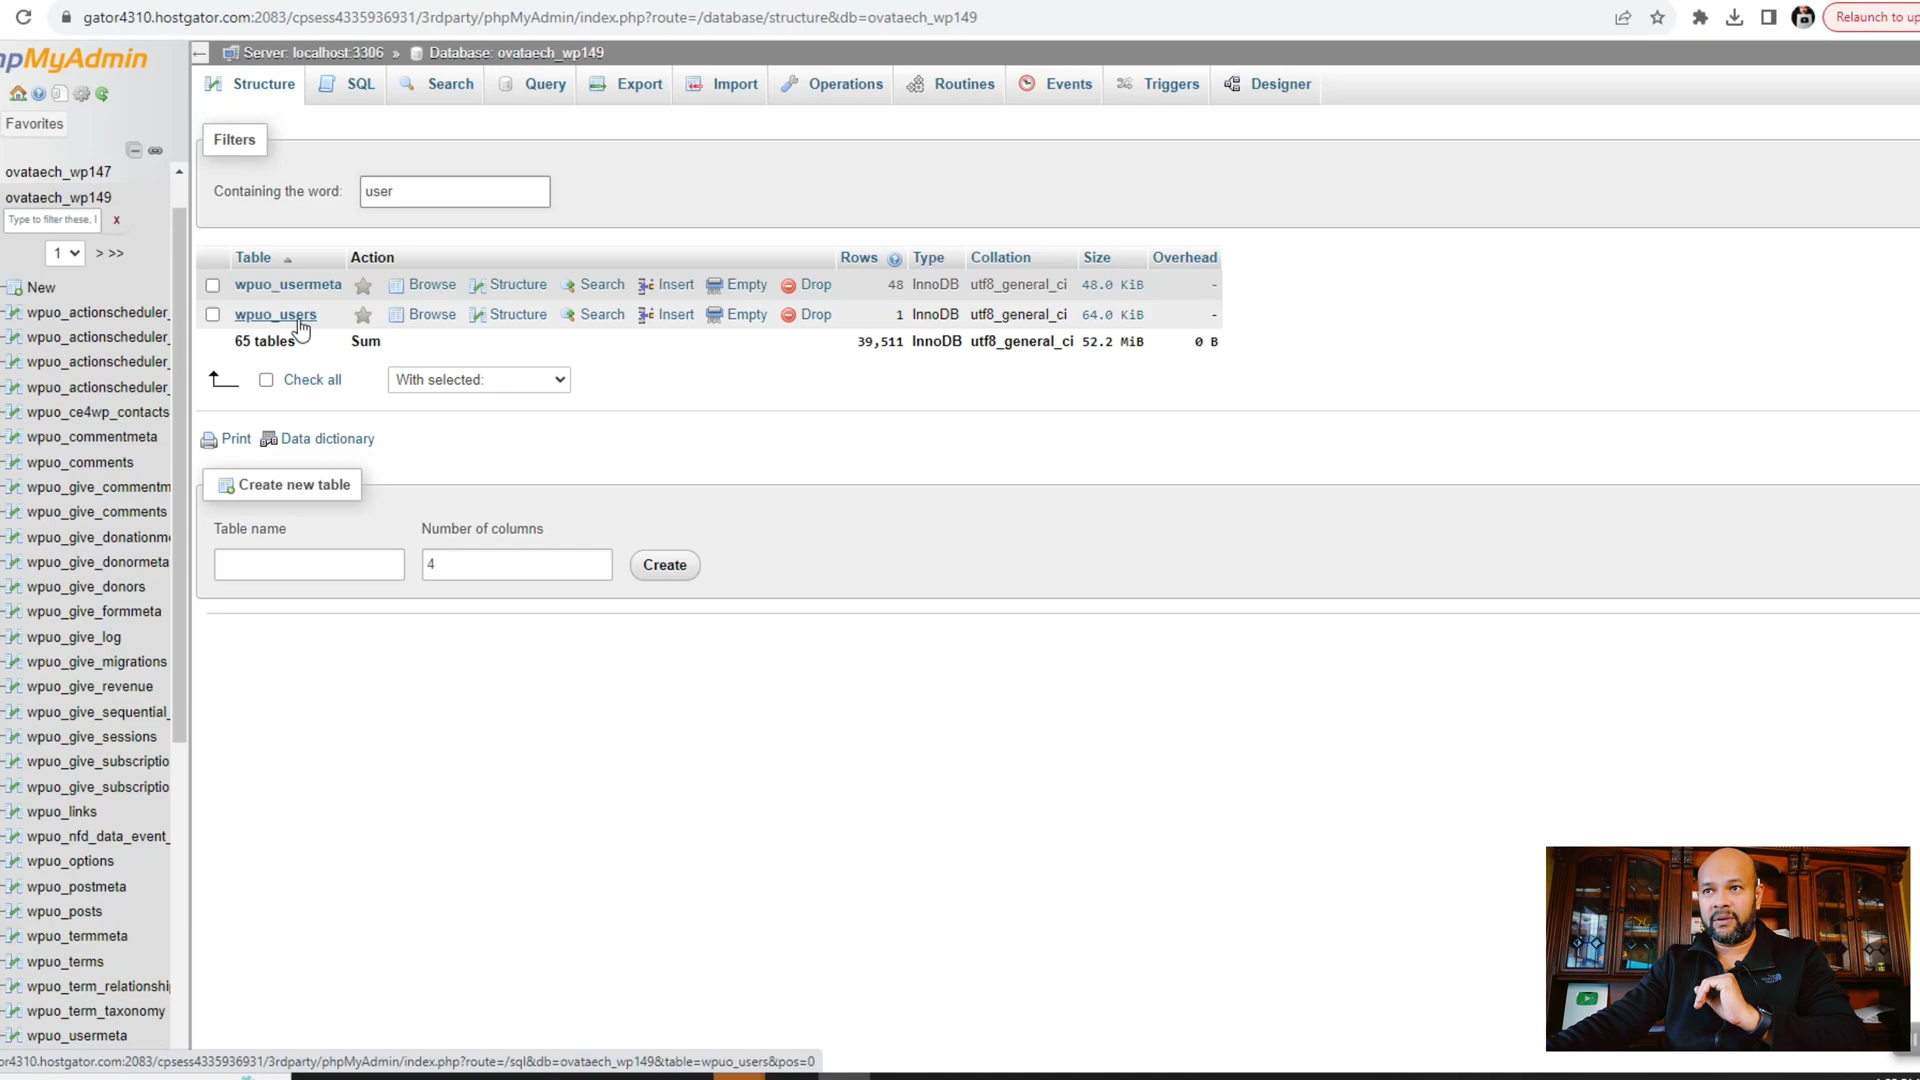 gator4310.hostgator.com:2083/cpsess4335936931/3rdparty/phpMyAdmin/index.php?route=/database/structure&db=ovataech_wp149
Relaunch to up
hpMyAdmin
Server: localhost:3306 » Database: ovataech_wp149
Structure SQL Search Query Export Import Operations Routines Events Triggers Designer
Favorites
ovataech_wp147
ovataech_wp149
Type to filter these, X
1 > >>
New
wpuo_actionscheduler_
wpuo_actionscheduler_
wpuo_actionscheduler_
wpuo_actionscheduler_
wpuo_ce4wp_contacts
wpuo_commentmeta
wpuo_comments
wpuo_give_commentm
wpuo_give_comments
wpuo_give_donationme
wpuo_give_donormeta
wpuo_give_donors
wpuo_give_formmeta
wpuo_give_log
wpuo_give_migrations
wpuo_give_revenue
wpuo_give_sequential_
wpuo_give_sessions
wpuo_give_subscriptio
wpuo_give_subscriptio
wpuo_links
wpuo_nfd_data_event_
wpuo_options
wpuo_postmeta
wpuo_posts
wpuo_termmeta
wpuo_terms
wpuo_term_relationshi
wpuo_term_taxonomy
wpuo_usermeta
Filters
Containing the word: user
Table Action Rows Type Collation Size Overhead
wpuo_usermeta Browse Structure Search Insert Empty Drop 48 InnoDB utf8_general_ci 48.0 KiB -
wpuo_users Browse Structure Search Insert Empty Drop 1 InnoDB utf8_general_ci 64.0 KiB -
65 tables Sum 39,511 InnoDB utf8_general_ci 52.2 MiB 0 B
Check all With selected:
Print Data dictionary
Create new table
Table name Number of columns
4 Create
or4310.hostgator.com:2083/cpsess4335936931/3rdparty/phpMyAdmin/index.php?route=/sql&db=ovataech_wp149&table=wpuo_users&pos=0